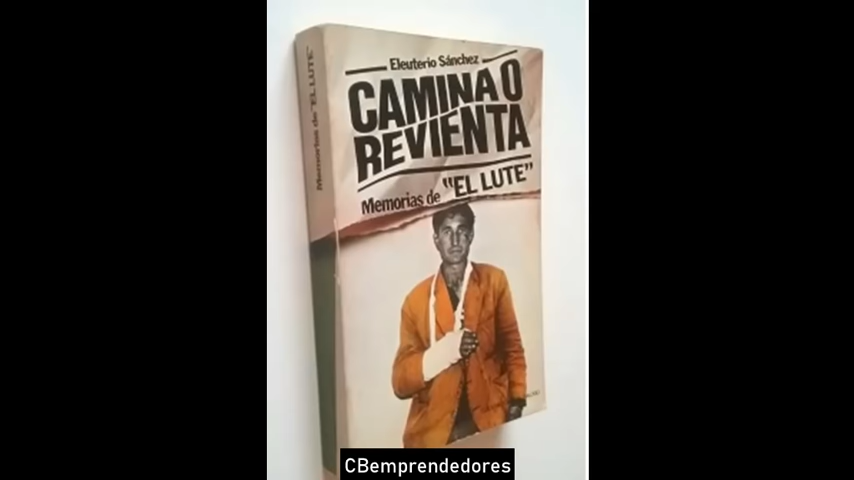 Memorias de "EL LUTE"
Eleuterio Sánchez
CAMINA O
REVIENTA
Memorias de "EL LUTE"
CBemprendedores